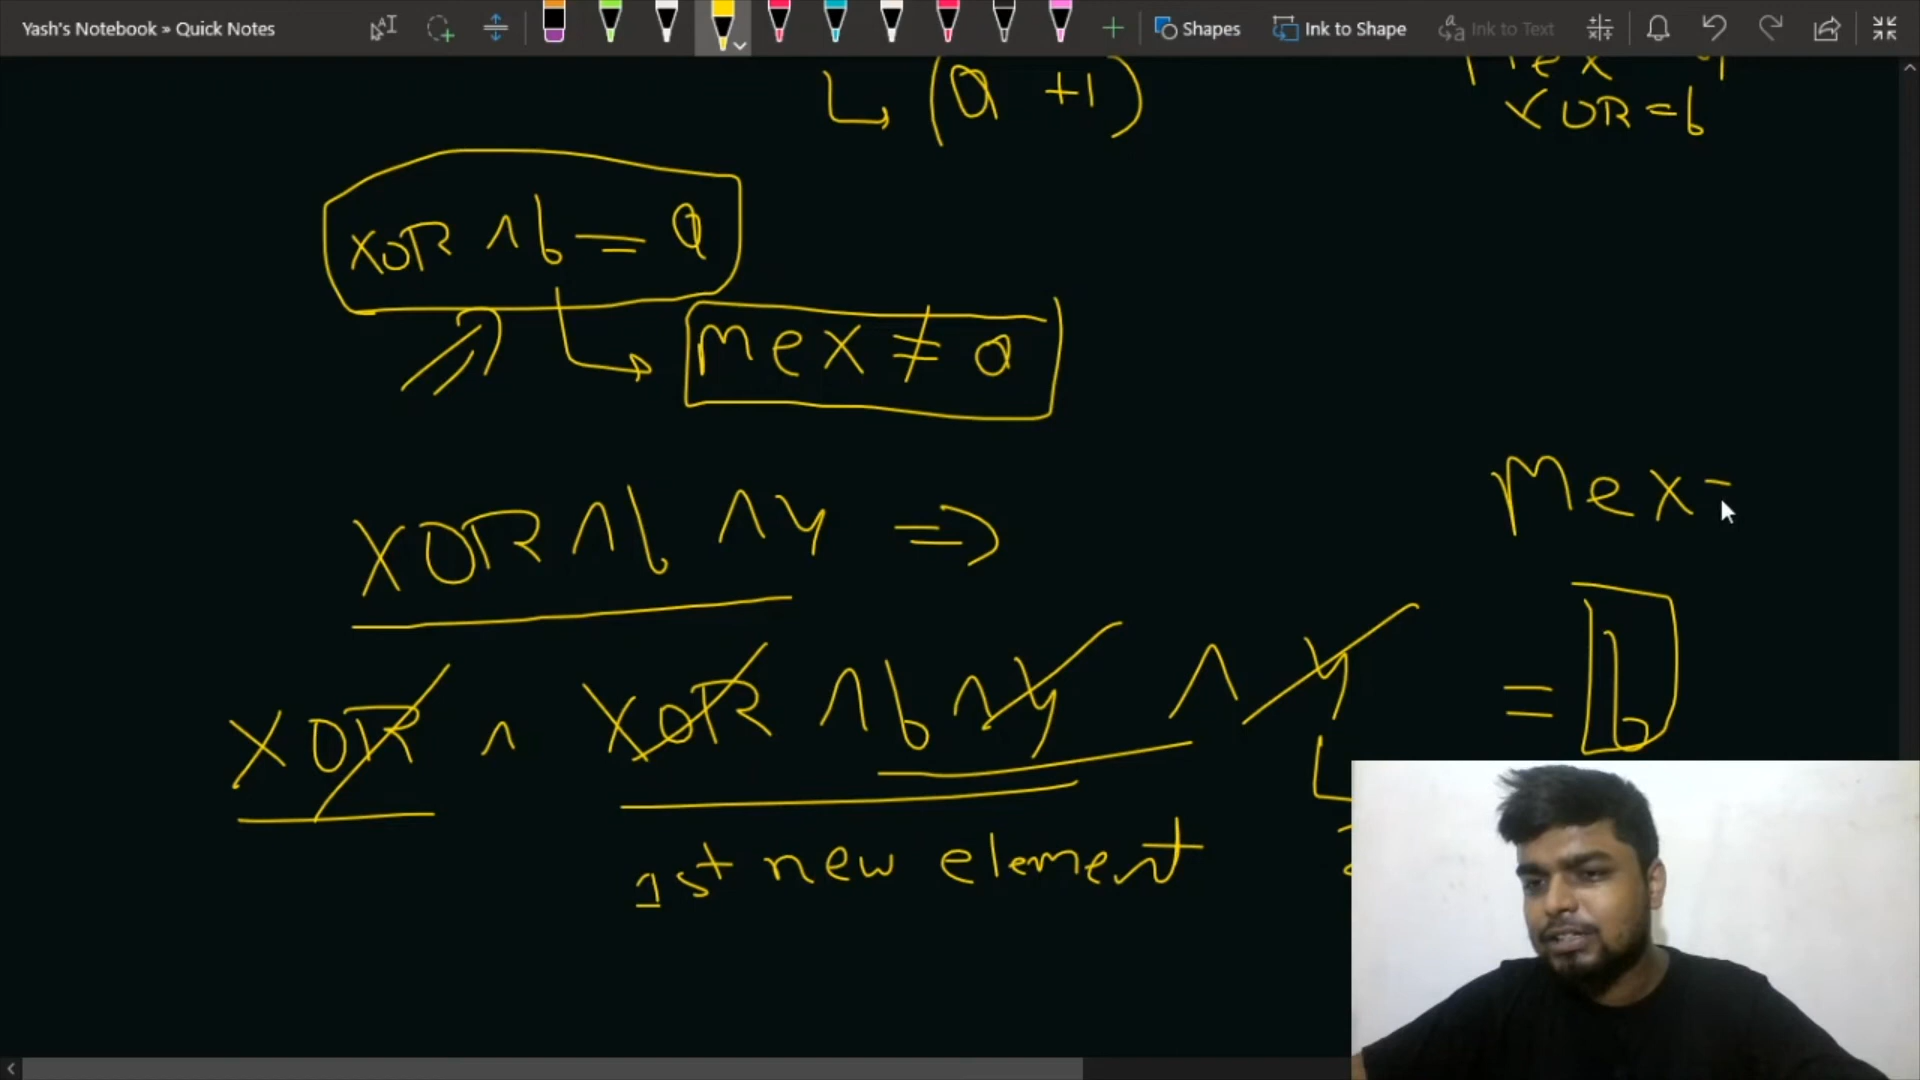 Yash's Notebook » Quick Notes Shapes Ink to Shape Ink to Text
(a +1)
Mex
XOR = b
XOR ^ b = a
Mex ≠ a
Mex =
XOR ^ b ^ y ⇒
XOR ^ XOR ^ b ^ y ^ y = b
1st new element